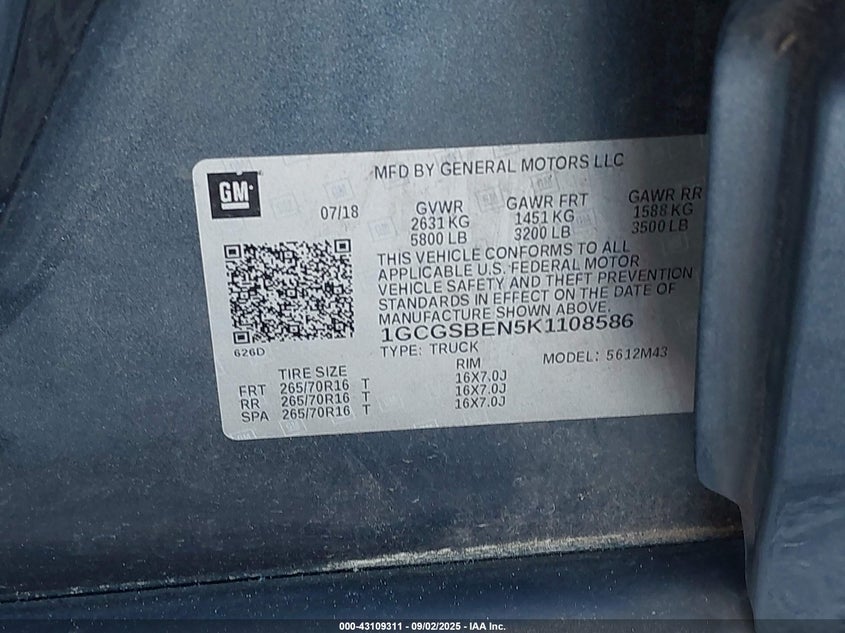 GM
MFD BY GENERAL MOTORS LLC
07/18 GVWR GAWR FRT GAWR RR
2631 KG 1451 KG 1588 KG
5800 LB 3200 LB 3500 LB
THIS VEHICLE CONFORMS TO ALL
APPLICABLE U.S. FEDERAL MOTOR
VEHICLE SAFETY AND THEFT PREVENTION
STANDARDS IN EFFECT ON THE DATE OF
MANUFACTURE SHOWN ABOVE.
1GCGSBEN5K1108586
626D
TYPE: TRUCK MODEL: 5612M43
TIRE SIZE RIM
FRT 265/70R16 T 16X7.0J
RR 265/70R16 T 16X7.0J
SPA 265/70R16 T 16X7.0J
000-43109311 - 09/02/2025 - IAA Inc.